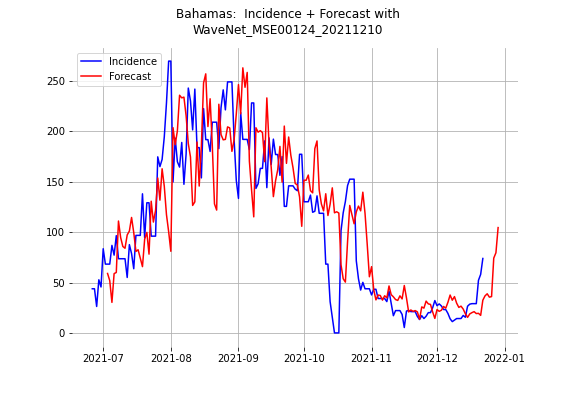 Bahamas:  Incidence + Forecast with
WaveNet_MSE00124_20211210
Incidence
Forecast
250
200
150
100
50
0
2021-07 2021-08 2021-09 2021-10 2021-11 2021-12 2022-01